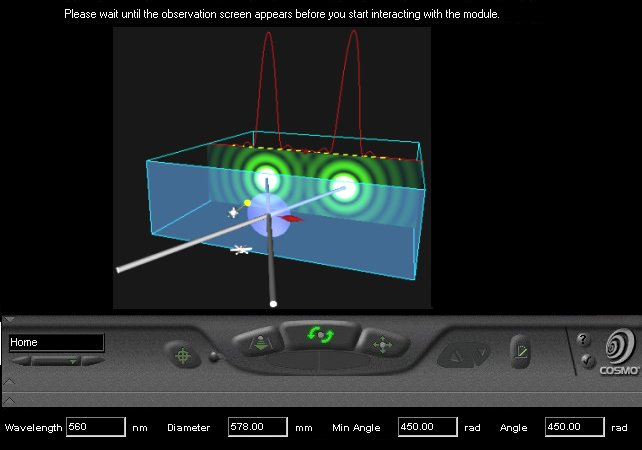 Please wait until the observation screen appears before you start interacting with the module.
Home
?
COSMO
Wavelength 560 nm Diameter 578.00 mm Min Angle 450.00 rad Angle 450.00 rad